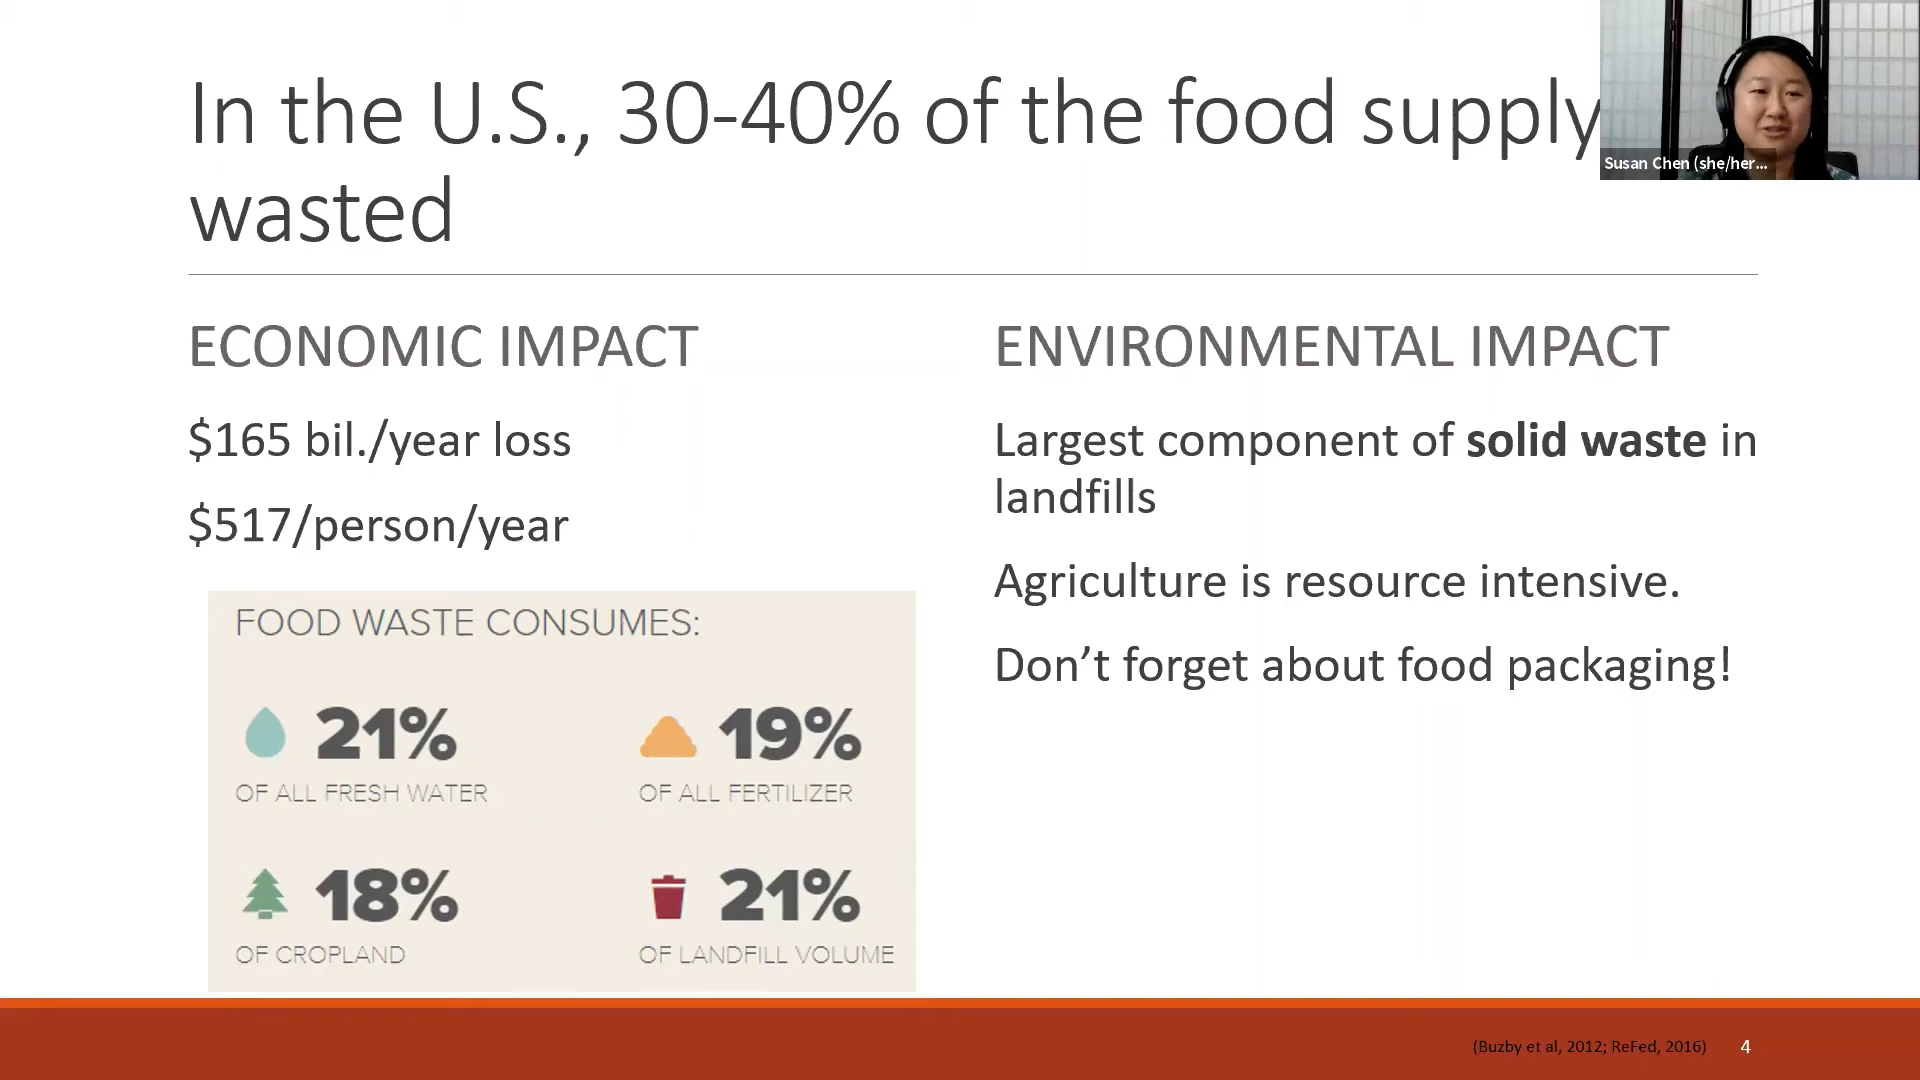 In the U.S., 30-40% of the food supply
wasted
Susan Chen (she/her...
ECONOMIC IMPACT
$165 bil./year loss
$517/person/year
FOOD WASTE CONSUMES:
21%
OF ALL FRESH WATER
19%
OF ALL FERTILIZER
18%
OF CROPLAND
21%
OF LANDFILL VOLUME
ENVIRONMENTAL IMPACT
Largest component of solid waste in
landfills
Agriculture is resource intensive.
Don’t forget about food packaging!
(Buzby et al, 2012; ReFed, 2016)
4